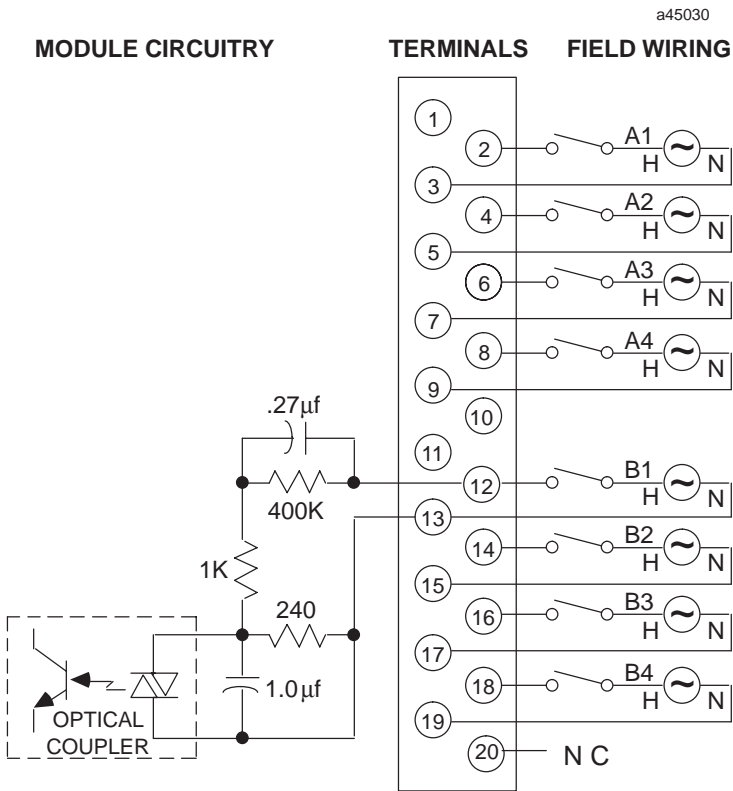 a45030
MODULE CIRCUITRY TERMINALS FIELD WIRING
1
2 A1 H ~ N
3
4 A2 H ~ N
5
6 A3 H ~ N
7
8 A4 H ~ N
9
10
.27µf
11
12 B1 H ~ N
400K
13
14 B2 H ~ N
1K
15
240
16 B3 H ~ N
17
18 B4 H ~ N
1.0µf
19
OPTICAL
COUPLER
20 N C